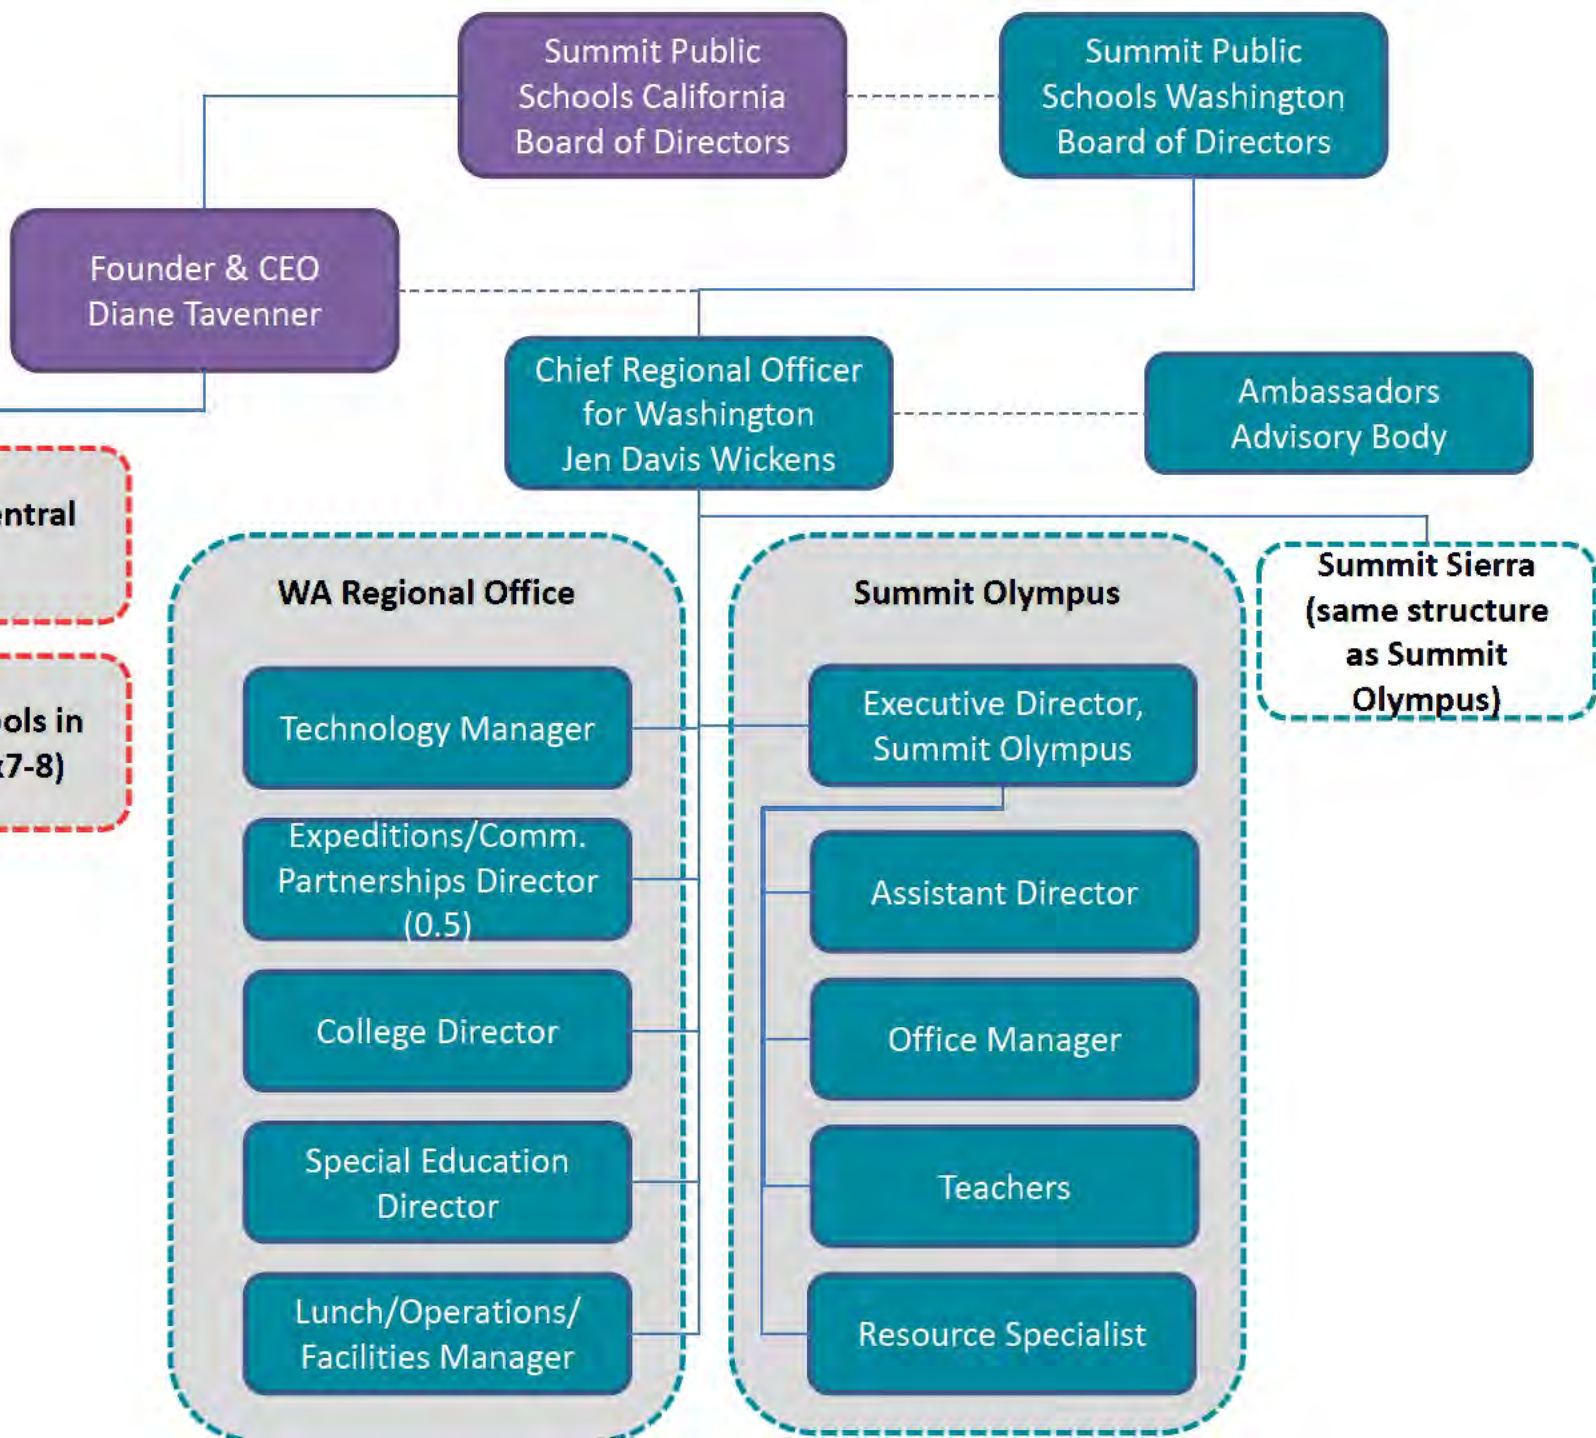 Summit Public
Schools California
Board of Directors
Summit Public
Schools Washington
Board of Directors
Founder & CEO
Diane Tavenner
Chief Regional Officer
for Washington
Jen Davis Wickens
Ambassadors
Advisory Body
WA Regional Office
Technology Manager
Expeditions/Comm.
Partnerships Director
(0.5)
College Director
Special Education
Director
Lunch/Operations/
Facilities Manager
Summit Olympus
Executive Director,
Summit Olympus
Assistant Director
Office Manager
Teachers
Resource Specialist
Summit Sierra
(same structure
as Summit
Olympus)
in